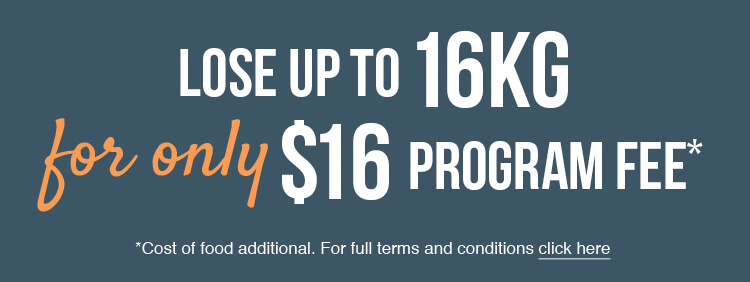 LOSE UP TO 16KG
for only $16 PROGRAM FEE*
*Cost of food additional. For full terms and conditions click here